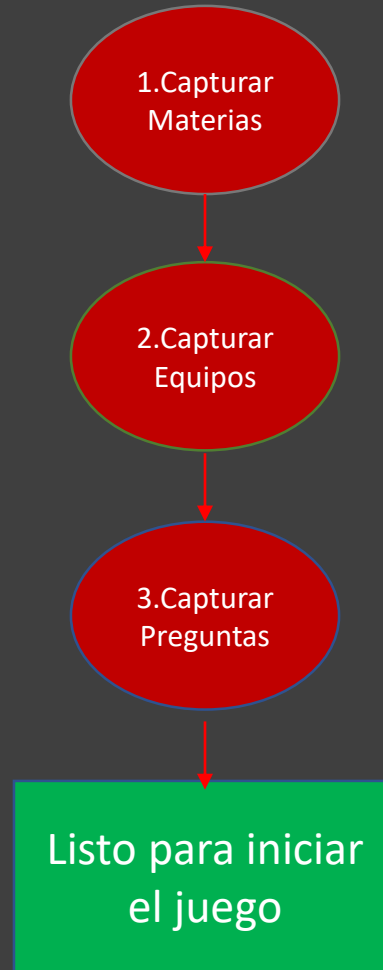 1.Capturar
Materias
2.Capturar
Equipos
3.Capturar
Preguntas
Listo para iniciar
el juego